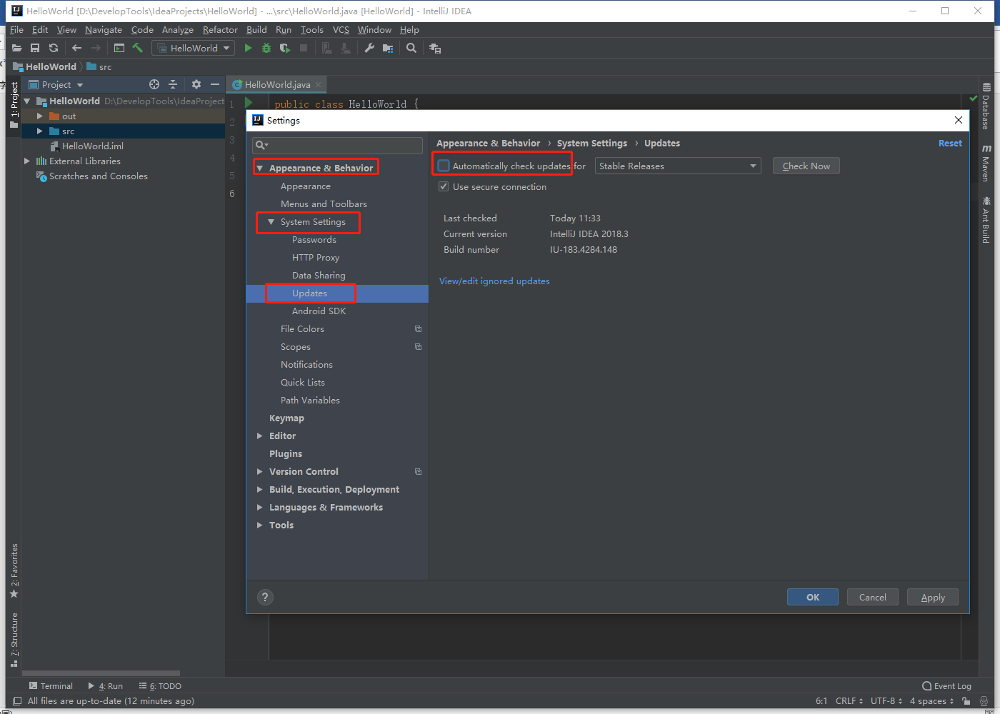 HelloWorld [D:\DevelopTools\IdeaProjects\HelloWorld] - ...\src\HelloWorld.java [HelloWorld] - IntelliJ IDEA
File Edit View Navigate Code Analyze Refactor Build Run Tools VCS Window Help
HelloWorld
HelloWorld src
Project
HelloWorld.java
1: Project
HelloWorld D:\DevelopTools\IdeaProject
out
src
HelloWorld.iml
External Libraries
Scratches and Consoles
1 public class HelloWorld {
2
3
4
5
6
Database
Maven
Ant Build
Settings
Appearance & Behavior
Appearance
Menus and Toolbars
System Settings
Passwords
HTTP Proxy
Data Sharing
Updates
Android SDK
File Colors
Scopes
Notifications
Quick Lists
Path Variables
Keymap
Editor
Plugins
Version Control
Build, Execution, Deployment
Languages & Frameworks
Tools
Appearance & Behavior › System Settings › Updates
Reset
Automatically check updates for Stable Releases Check Now
Use secure connection
Last checked Today 11:33
Current version IntelliJ IDEA 2018.3
Build number IU-183.4284.148
View/edit ignored updates
? OK Cancel Apply
2: Favorites
7: Structure
Terminal 4: Run 6: TODO Event Log
All files are up-to-date (12 minutes ago) 6:1 CRLF UTF-8 4 spaces